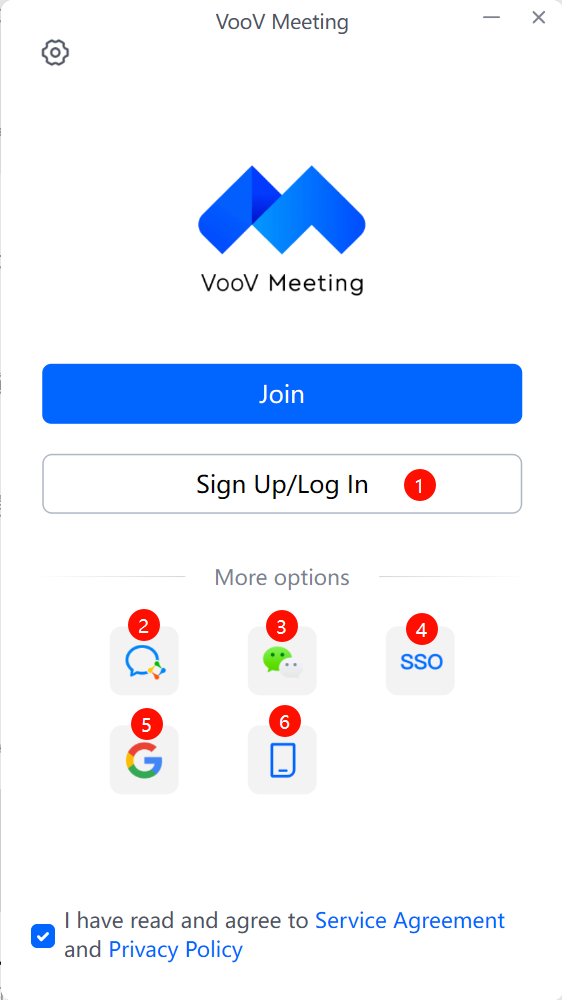 VooV Meeting
VooV Meeting
Join
Sign Up/Log In 1
More options
2 3 4
SSO
5 6
G
I have read and agree to Service Agreement
and Privacy Policy